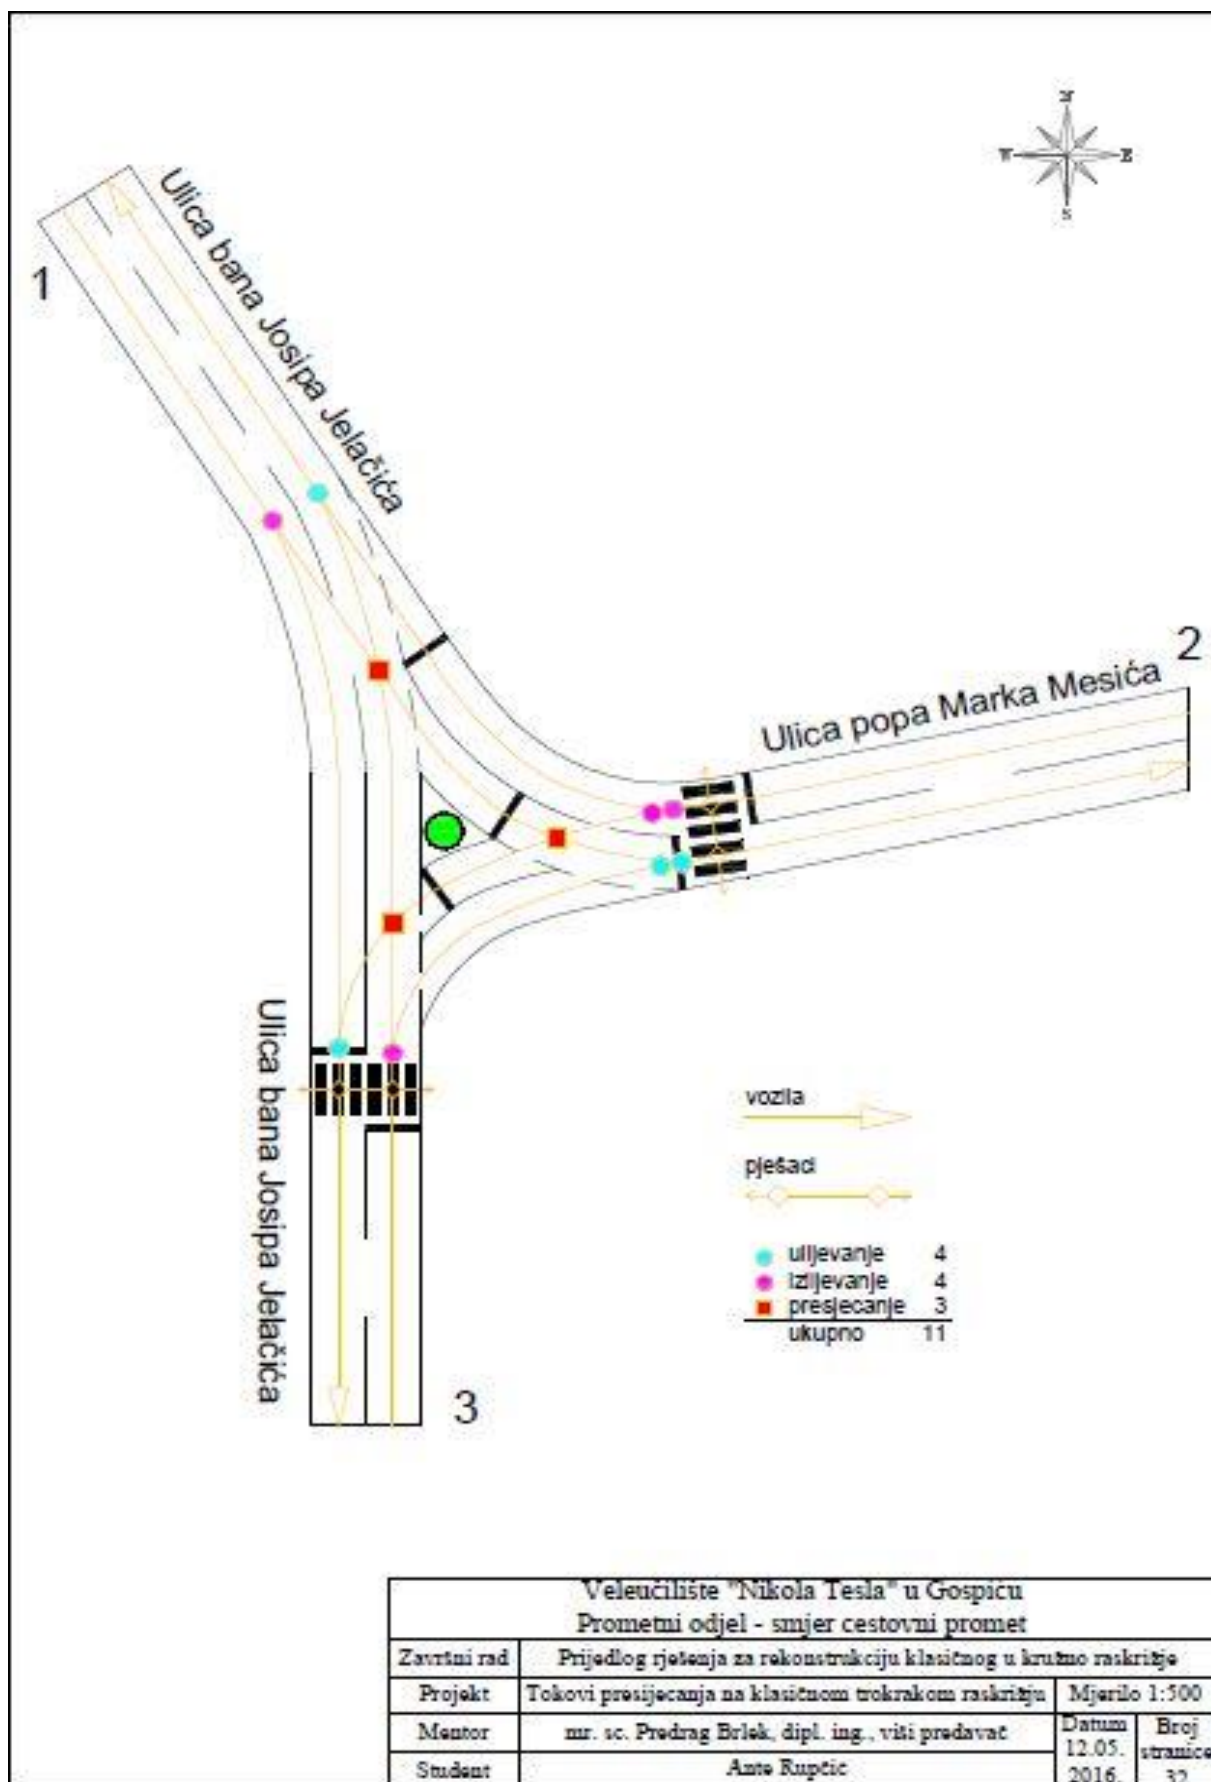 N
W E
S
Ulica bana Josipa Jelačića
1
2
Ulica popa Marka Mesića
Ulica bana Josipa Jelačića
vozila
pješaci
ulijevanje 4
izlijevanje 4
presjecanje 3
ukupno 11
3
Veleučilište "Nikola Tesla" u Gospiću
Prometni odjel - smjer cestovni promet
Završni rad Prijedlog rješenja za rekonstrukciju klasičnog u kružno raskrižje
Projekt Tokovi presijecanja na klasičnom trokrakom raskrižju Mjerilo 1:500
Mentor mr. sc. Predrag Brlek, dipl. ing., viši predavač
Datum 12.05. 2016.
Broj stranice 32
Student Ante Rupčić